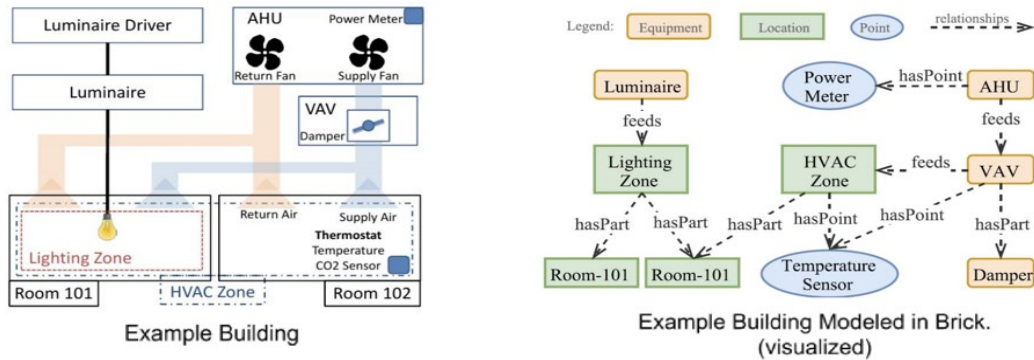 Luminaire Driver
Luminaire
AHU
Power Meter
Return Fan
Supply Fan
VAV
Damper
Return Air
Supply Air
Thermostat
Temperature
CO2 Sensor
Lighting Zone
Room 101
HVAC Zone
Room 102
Example Building
Legend:
Equipment
Location
Point
relationships
Luminaire
Power
Meter
hasPoint
AHU
feeds
feeds
Lighting
Zone
HVAC
Zone
feeds
VAV
hasPart
hasPart
hasPoint
hasPoint
hasPart
Room-101
Room-101
Temperature
Sensor
Damper
Example Building Modeled in Brick.
(visualized)